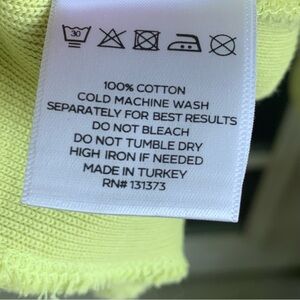 30
100% COTTON
COLD MACHINE WASH
SEPARATELY FOR BEST RESULTS
DO NOT BLEACH
DO NOT TUMBLE DRY
HIGH IRON IF NEEDED
MADE IN TURKEY
RN# 131373